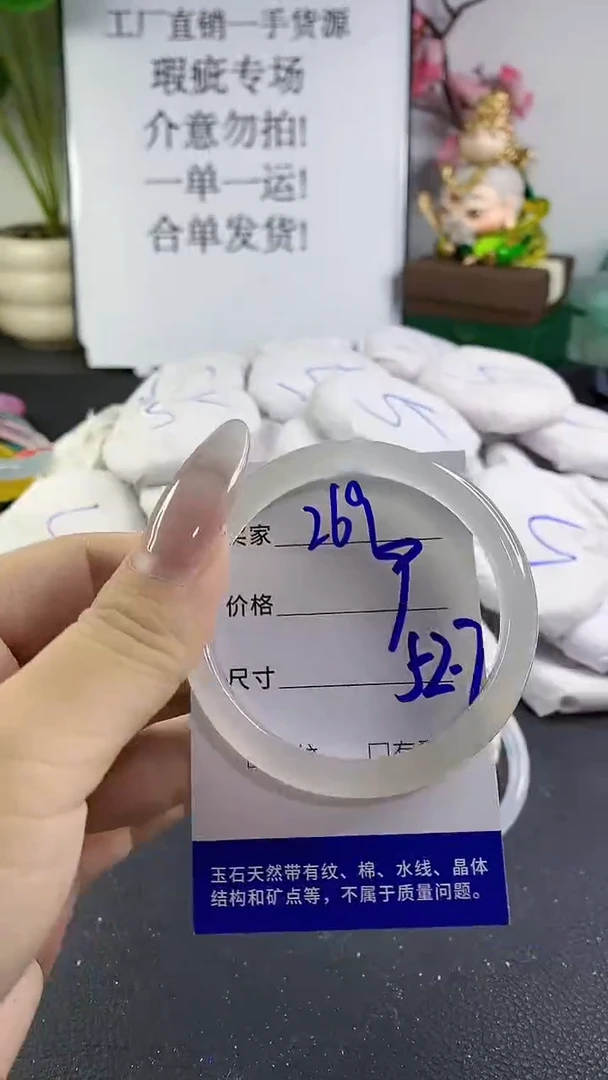 工厂直销一手货源
瑕疵专场
介意勿拍!
一单一运!
合单发货!
买家 269
价格
尺寸 52.7
玉石天然带有纹、棉、水线、晶体
结构和矿点等，不属于质量问题。